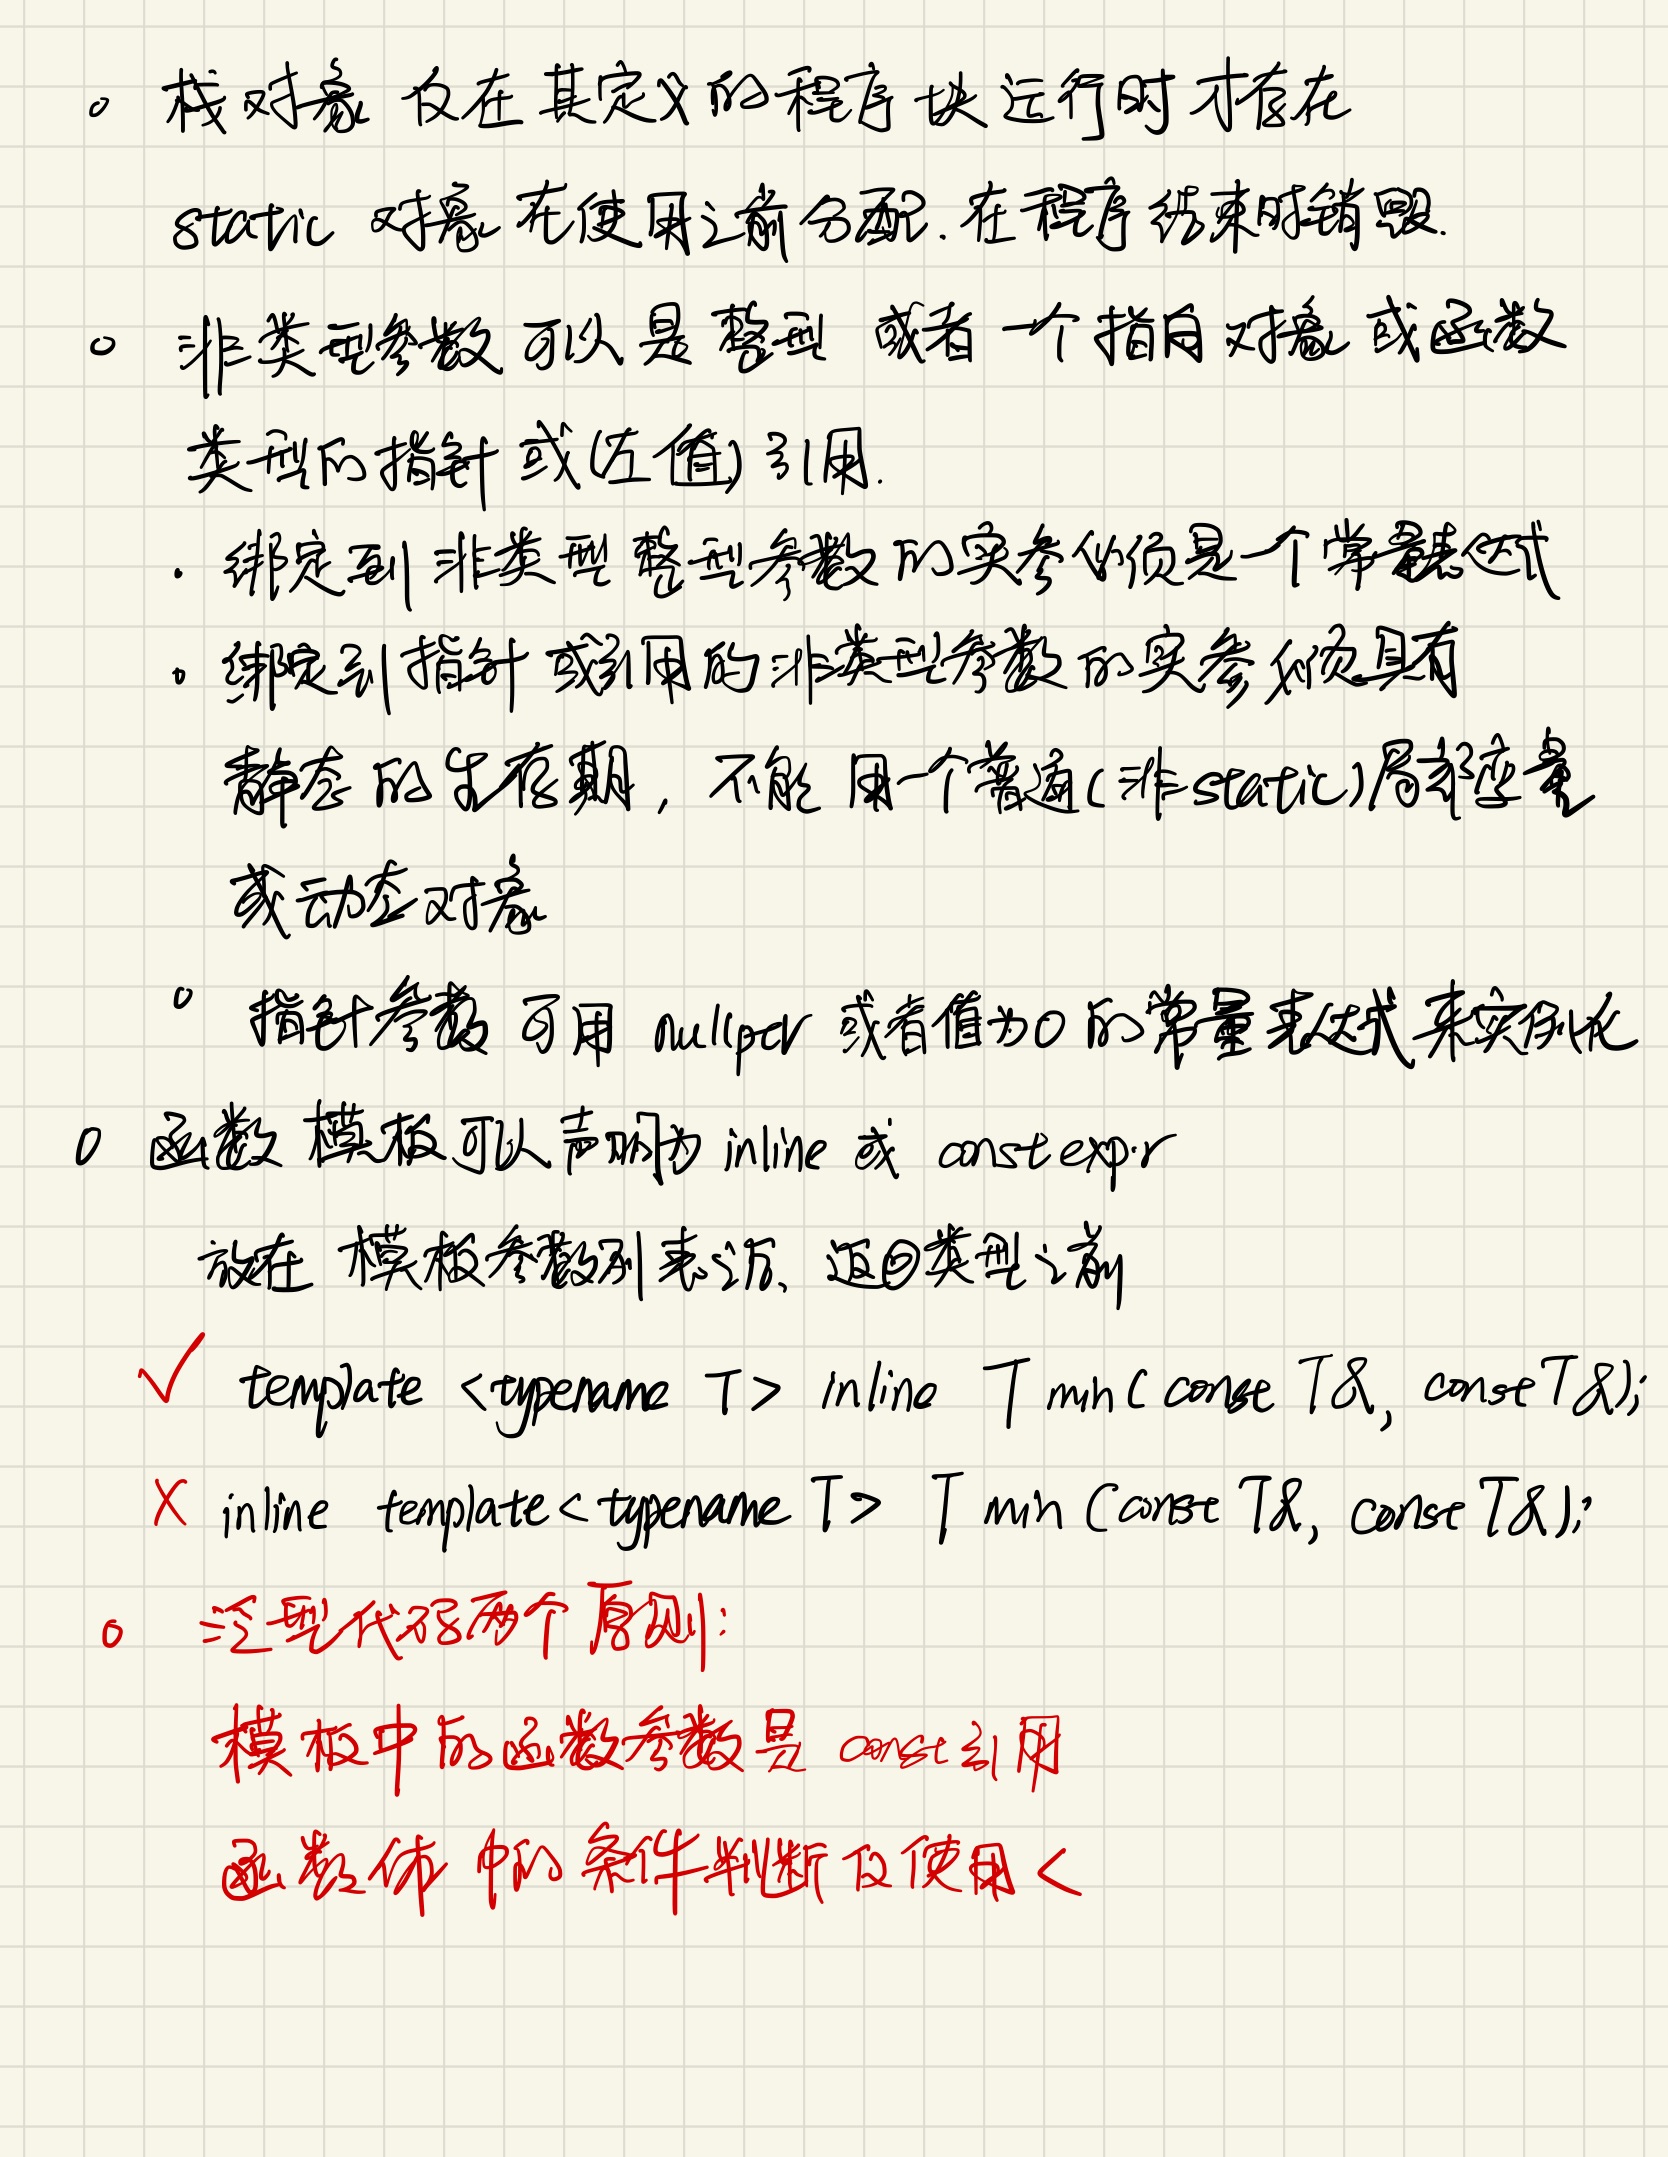 。栈对象 仅在其定义的程序块运行时才存在
static 对象在使用之前分配.在程序结束时销毁.
。非类型参数可以是整型 或者一个指向对象或函数
类型的指针或(左值)引用.
· 绑定到非类型整型参数的实参必须是一个常量表达式
。绑定到指针或引用的非类型参数的实参必须具有
静态的生存期, 不能用一个普通(非static)局部变量
或动态对象
。指针参数可用 nullptr 或者值为0的常量表达式来实例化
。函数模板可以声明为 inline 或 constexpr
放在 模板参数列表之后、返回类型之前
✓ template <typename T> inline T min(const T&, const T&);
X inline template<typename T> T min (const T&, const T&);
。泛型代码两个原则:
模板中的函数参数是 const引用
函数体中的条件判断仅使用<